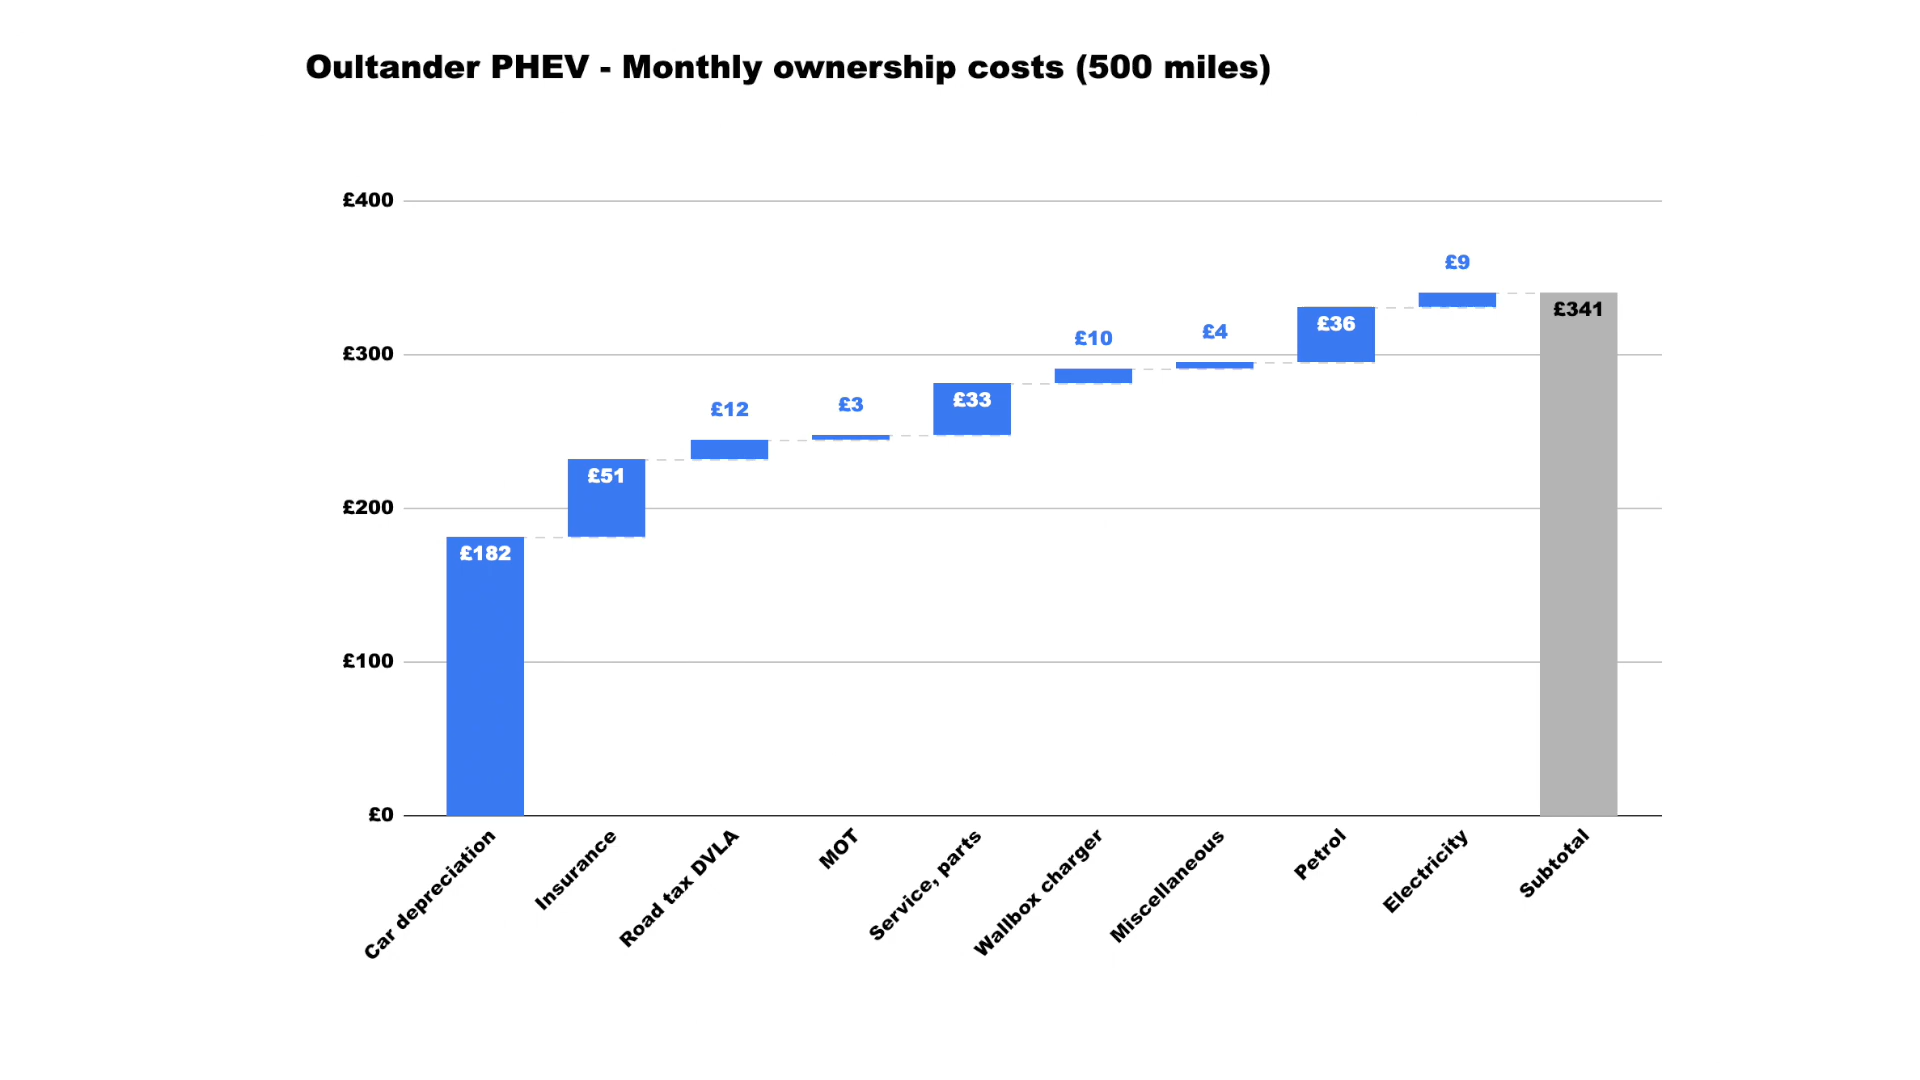 Oultander PHEV - Monthly ownership costs (500 miles)
£400
£300
£200
£100
£0
£182
£51
£12
£3
£33
£10
£4
£36
£9
£341
Car depreciation
Insurance
Road tax DVLA
MOT
Service, parts
Wallbox charger
Miscellaneous
Petrol
Electricity
Subtotal